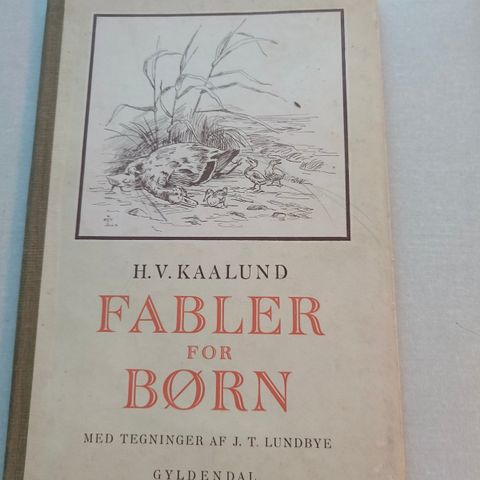 H.V. KAALUND
FABLER
FOR
BØRN
MED TEGNINGER AF J. T. LUNDBYE
GYLDENDAL